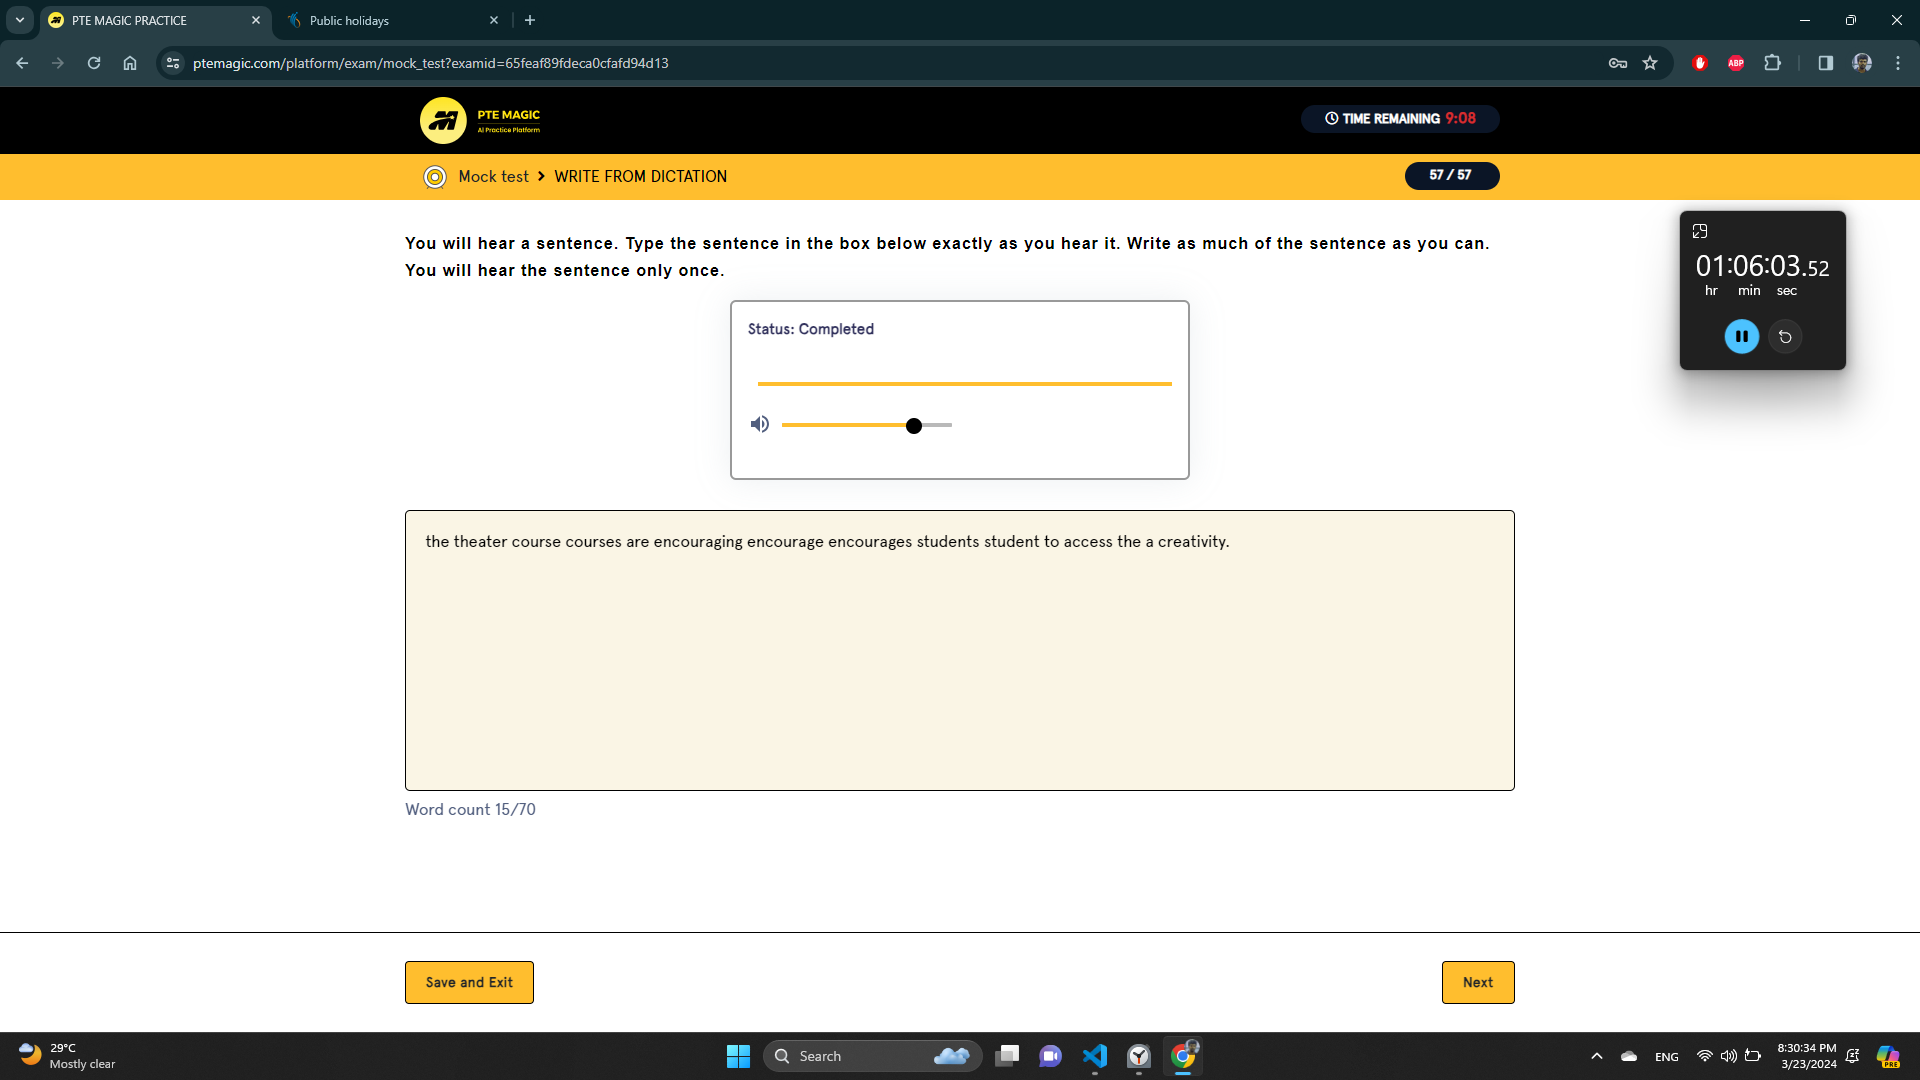 PTE MAGIC PRACTICE
Public holidays
ptemagic.com/platform/exam/mock_test?examid=65feaf89fdeca0cfafd94d13
ABP
PTE MAGIC
AI Practice Platform
TIME REMAINING 9:08
Mock test > WRITE FROM DICTATION
57 / 57
You will hear a sentence. Type the sentence in the box below exactly as you hear it. Write as much of the sentence as you can.
You will hear the sentence only once.
01:06:03.52
hr min sec
Status: Completed
the theater course courses are encouraging encourage encourages students student to access the a creativity.
Word count 15/70
Save and Exit
Next
29°C
Mostly clear
Search
ENG
8:30:34 PM
3/23/2024
PRE